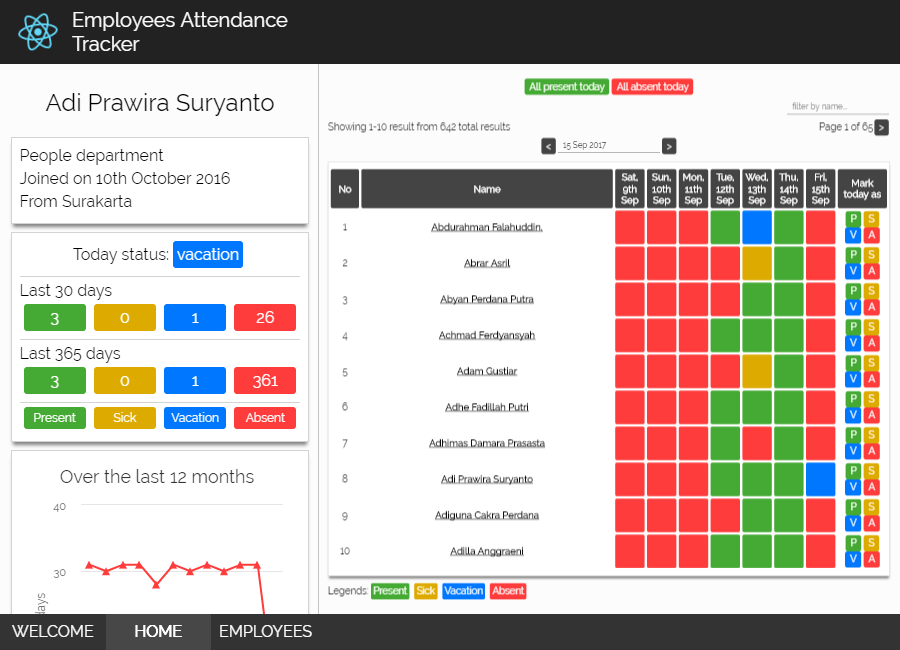 Employees Attendance
Tracker
Adi Prawira Suryanto
People department
Joined on 10th October 2016
From Surakarta
Today status: vacation
Last 30 days
3 0 1 26
Last 365 days
3 0 1 361
Present Sick Vacation Absent
Over the last 12 months
40
30
days
All present today All absent today
filter by name...
Showing 1-10 result from 642 total results
Page 1 of 65 >
< 15 Sep 2017 >
No Name Sat, 9th Sep Sun, 10th Sep Mon, 11th Sep Tue, 12th Sep Wed, 13th Sep Thu, 14th Sep Fri, 15th Sep Mark today as
1 Abdurahman Falahuddin. P S
V A
2 Abrar Asril P S
V A
3 Abyan Perdana Putra P S
V A
4 Achmad Ferdyansyah P S
V A
5 Adam Gustiar P S
V A
6 Adhe Fadillah Putri P S
V A
7 Adhimas Damara Prasasta P S
V A
8 Adi Prawira Suryanto P S
V A
9 Adiguna Cakra Perdana P S
V A
10 Adilla Anggraeni P S
V A
Legends: Present Sick Vacation Absent
WELCOME HOME EMPLOYEES